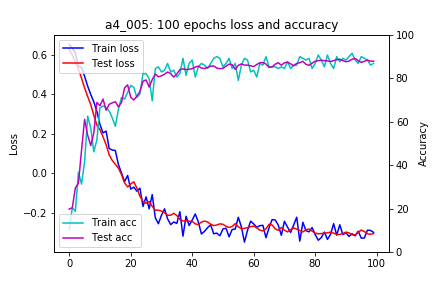 a4_005: 100 epochs loss and accuracy
Train loss
Test loss
Train acc
Test acc
Loss
0.6
0.4
0.2
0.0
−0.2
Accuracy
100
80
60
40
20
0
0
20
40
60
80
100